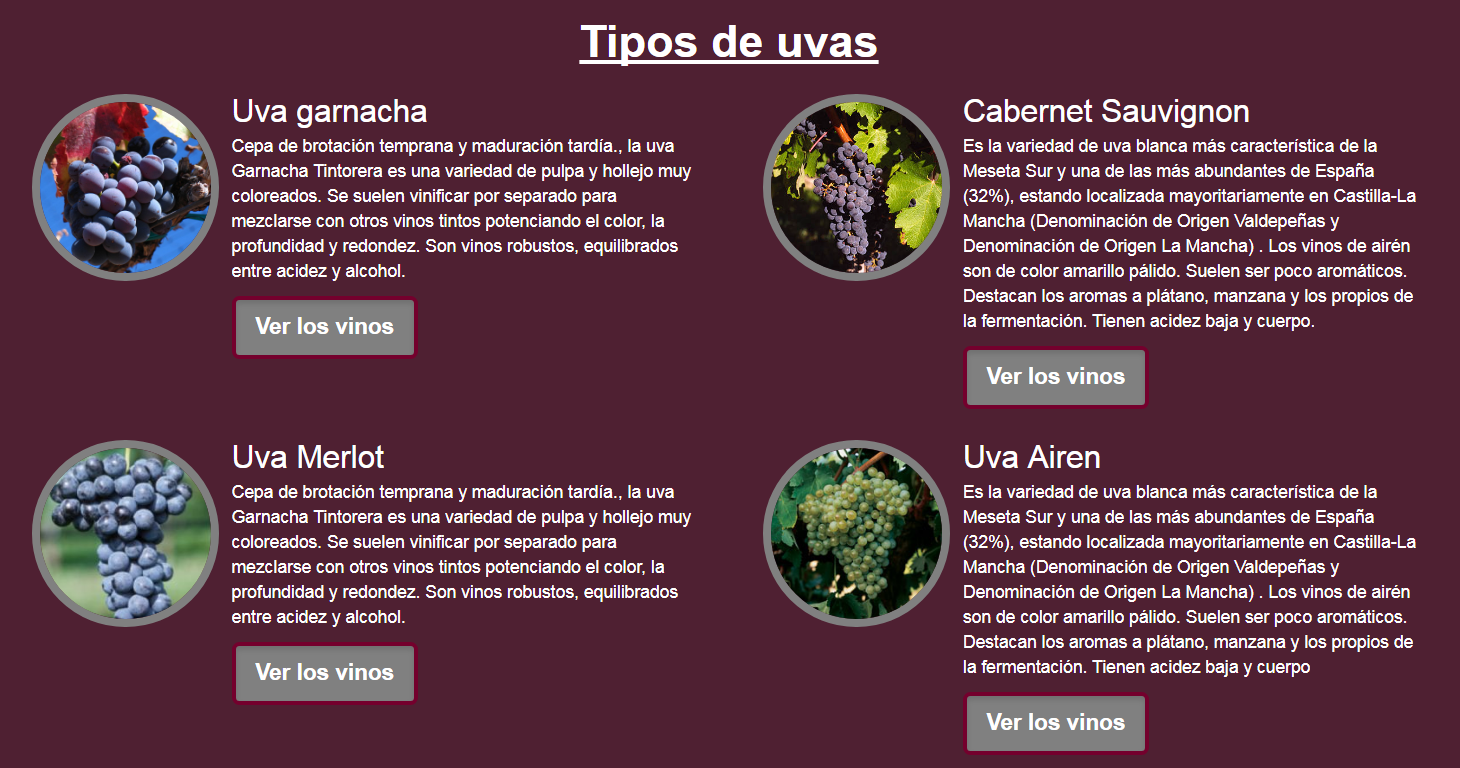 Tipos de uvas
Uva garnacha
Cepa de brotación temprana y maduración tardía., la uva
Garnacha Tintorera es una variedad de pulpa y hollejo muy
coloreados. Se suelen vinificar por separado para
mezclarse con otros vinos tintos potenciando el color, la
profundidad y redondez. Son vinos robustos, equilibrados
entre acidez y alcohol.
Ver los vinos
Cabernet Sauvignon
Es la variedad de uva blanca más característica de la
Meseta Sur y una de las más abundantes de España
(32%), estando localizada mayoritariamente en Castilla-La
Mancha (Denominación de Origen Valdepeñas y
Denominación de Origen La Mancha) . Los vinos de airén
son de color amarillo pálido. Suelen ser poco aromáticos.
Destacan los aromas a plátano, manzana y los propios de
la fermentación. Tienen acidez baja y cuerpo.
Ver los vinos
Uva Merlot
Cepa de brotación temprana y maduración tardía., la uva
Garnacha Tintorera es una variedad de pulpa y hollejo muy
coloreados. Se suelen vinificar por separado para
mezclarse con otros vinos tintos potenciando el color, la
profundidad y redondez. Son vinos robustos, equilibrados
entre acidez y alcohol.
Ver los vinos
Uva Airen
Es la variedad de uva blanca más característica de la
Meseta Sur y una de las más abundantes de España
(32%), estando localizada mayoritariamente en Castilla-La
Mancha (Denominación de Origen Valdepeñas y
Denominación de Origen La Mancha) . Los vinos de airén
son de color amarillo pálido. Suelen ser poco aromáticos.
Destacan los aromas a plátano, manzana y los propios de
la fermentación. Tienen acidez baja y cuerpo
Ver los vinos